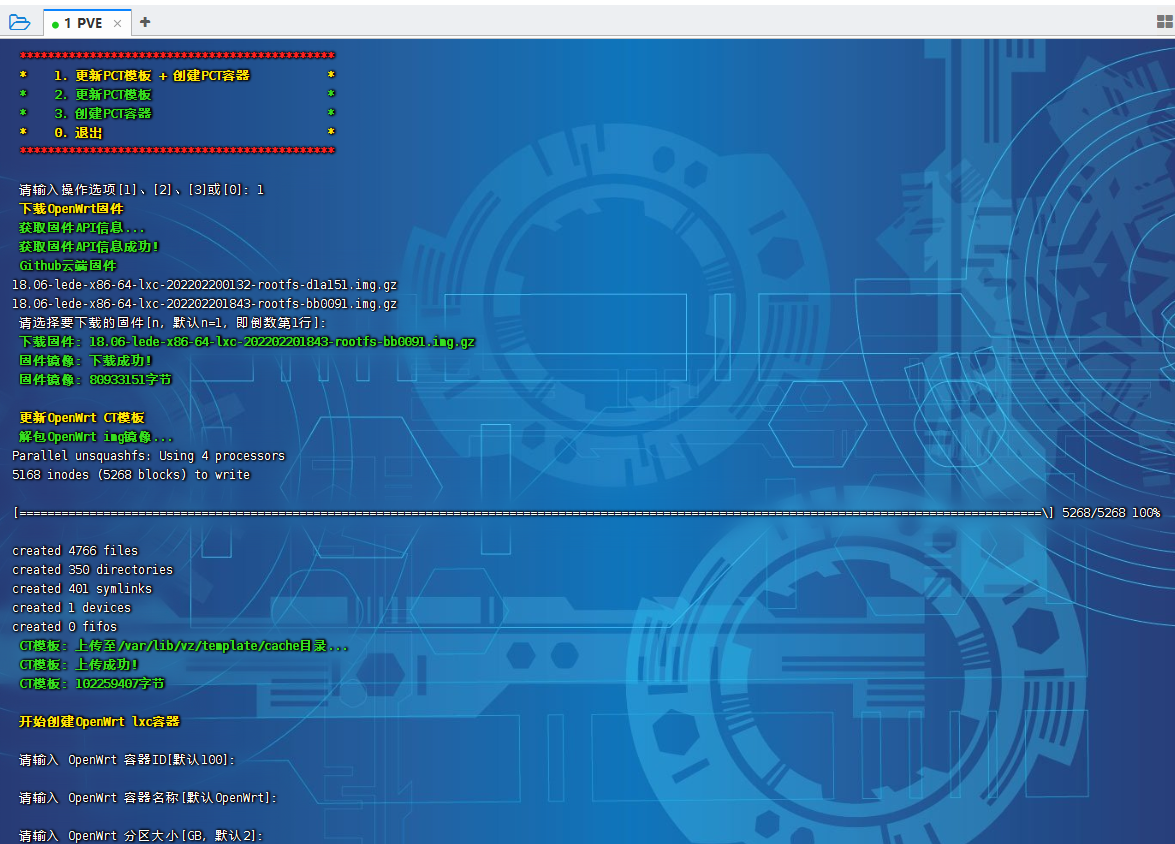 1 PVE × +
*********************************************
* 1. 更新PCT模板 + 创建PCT容器 *
* 2. 更新PCT模板 *
* 3. 创建PCT容器 *
* 0. 退出 *
*********************************************
请输入操作选项[1]、[2]、[3]或[0]: 1
下载OpenWrt固件
获取固件API信息...
获取固件API信息成功!
Github云端固件
18.06-lede-x86-64-lxc-202202200132-rootfs-d1a151.img.gz
18.06-lede-x86-64-lxc-202202201843-rootfs-bb0091.img.gz
请选择要下载的固件[n, 默认n=1, 即倒数第1行]:
下载固件: 18.06-lede-x86-64-lxc-202202201843-rootfs-bb0091.img.gz
固件镜像: 下载成功!
固件镜像: 80933151字节
更新OpenWrt CT模板
解包OpenWrt img镜像...
Parallel unsquashfs: Using 4 processors
5168 inodes (5268 blocks) to write
[==================================================================================================================================================\] 5268/5268 100%
created 4766 files
created 350 directories
created 401 symlinks
created 1 devices
created 0 fifos
CT模板: 上传至/var/lib/vz/template/cache目录...
CT模板: 上传成功!
CT模板: 102259407字节
开始创建OpenWrt lxc容器
请输入 OpenWrt 容器ID[默认100]:
请输入 OpenWrt 容器名称[默认OpenWrt]:
请输入 OpenWrt 分区大小[GB, 默认2]: